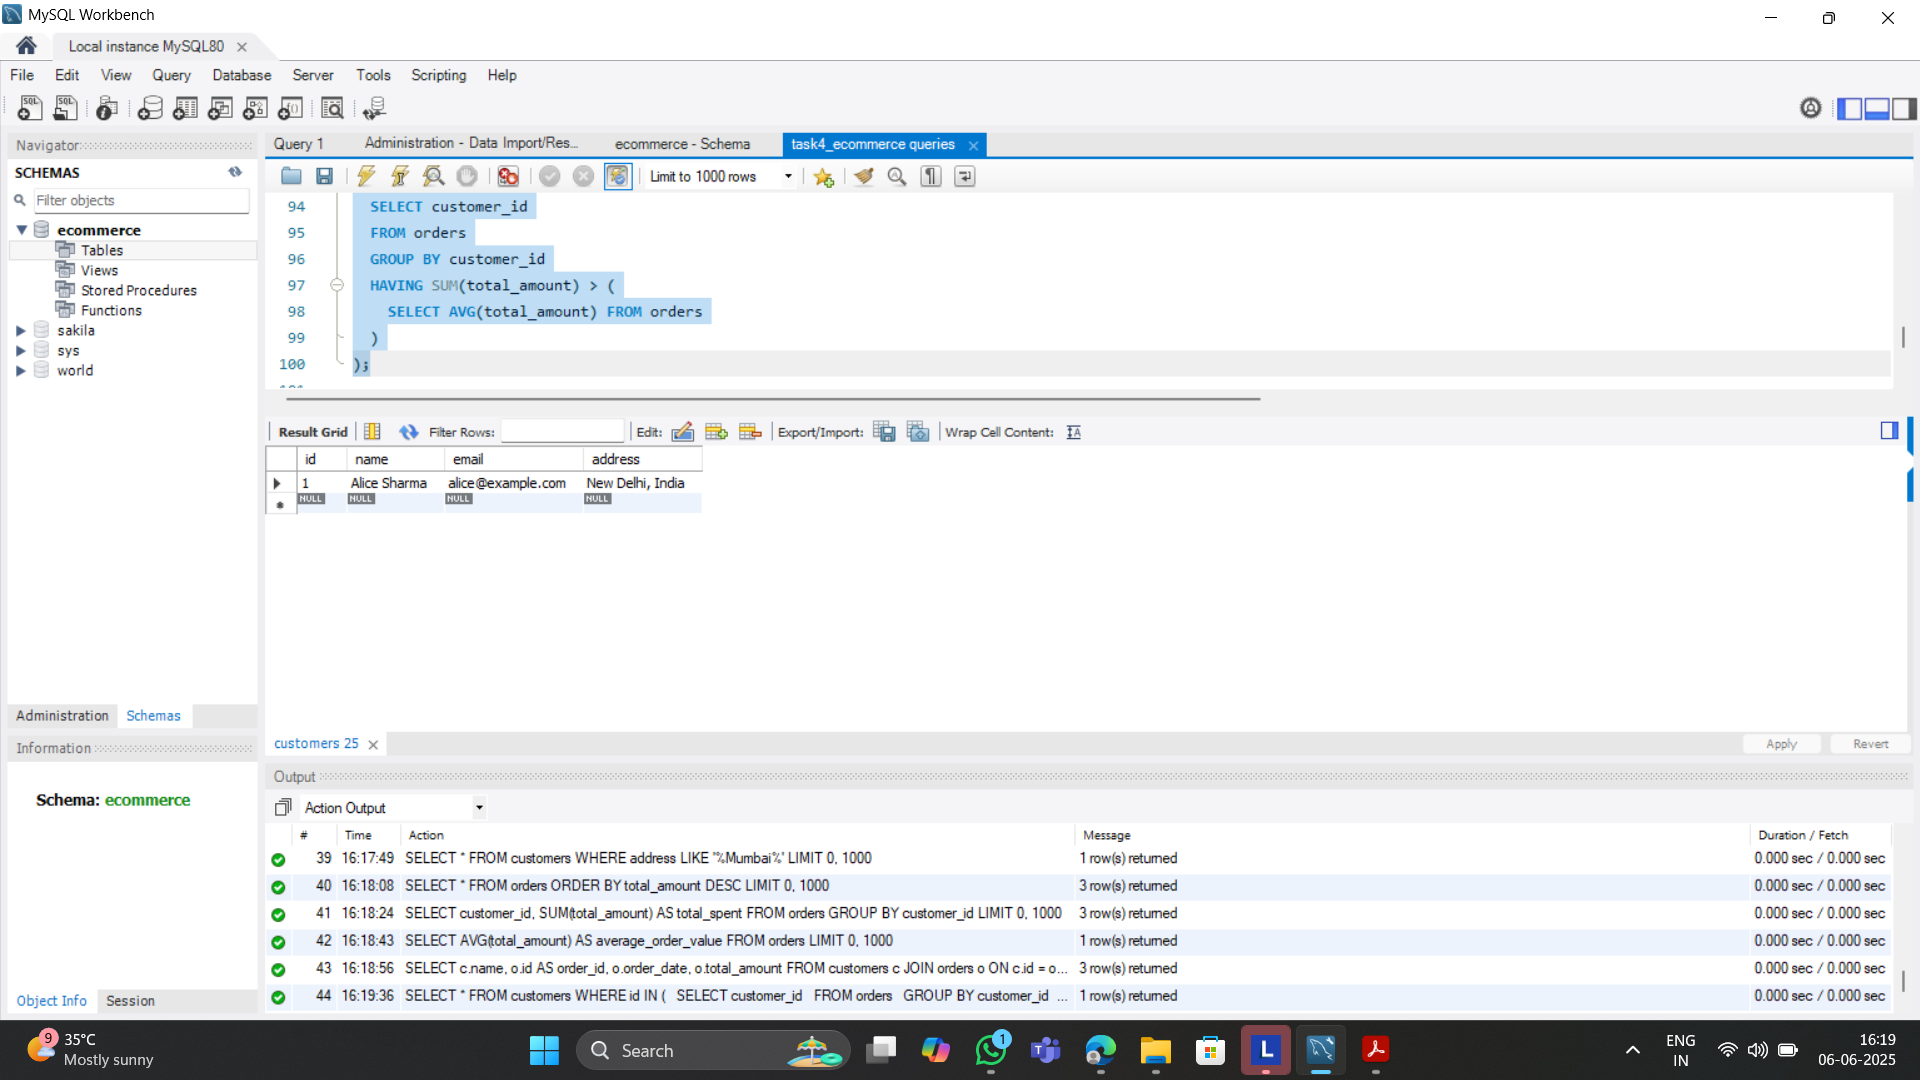 MySQL Workbench
Local instance MySQL80
File Edit View Query Database Server Tools Scripting Help
Navigator
SCHEMAS
Filter objects
ecommerce
Tables
Views
Stored Procedures
Functions
sakila
sys
world
Administration Schemas
Information
Schema: ecommerce
Object Info Session
Query 1 Administration - Data Import/Res... ecommerce - Schema task4_ecommerce queries
Limit to 1000 rows
94 SELECT customer_id
95 FROM orders
96 GROUP BY customer_id
97 HAVING SUM(total_amount) > (
98 SELECT AVG(total_amount) FROM orders
99 )
100 );
Result Grid Filter Rows: Edit: Export/Import: Wrap Cell Content:
id name email address
1 Alice Sharma alice@example.com New Delhi, India
NULL NULL NULL NULL
customers 25 Apply Revert
Output
Action Output
# Time Action Message Duration / Fetch
39 16:17:49 SELECT * FROM customers WHERE address LIKE '%Mumbai%' LIMIT 0, 1000 1 row(s) returned 0.000 sec / 0.000 sec
40 16:18:08 SELECT * FROM orders ORDER BY total_amount DESC LIMIT 0, 1000 3 row(s) returned 0.000 sec / 0.000 sec
41 16:18:24 SELECT customer_id, SUM(total_amount) AS total_spent FROM orders GROUP BY customer_id LIMIT 0, 1000 3 row(s) returned 0.000 sec / 0.000 sec
42 16:18:43 SELECT AVG(total_amount) AS average_order_value FROM orders LIMIT 0, 1000 1 row(s) returned 0.000 sec / 0.000 sec
43 16:18:56 SELECT c.name, o.id AS order_id, o.order_date, o.total_amount FROM customers c JOIN orders o ON c.id = o... 3 row(s) returned 0.000 sec / 0.000 sec
44 16:19:36 SELECT * FROM customers WHERE id IN ( SELECT customer_id FROM orders GROUP BY customer_id ... 1 row(s) returned 0.000 sec / 0.000 sec
9 35°C
Mostly sunny
Search
1
L
ENG
IN
16:19
06-06-2025